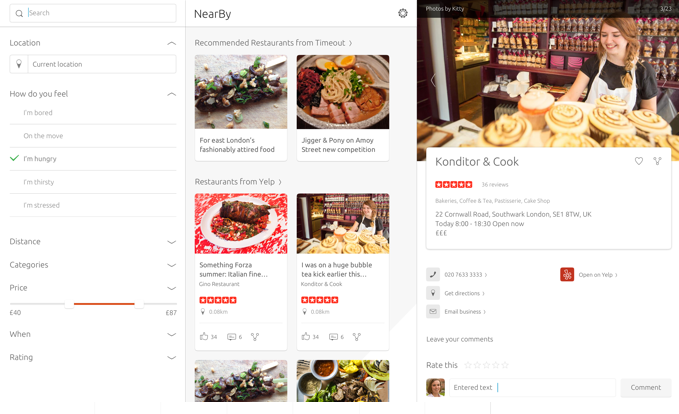 Search
Location
Current location
How do you feel
I'm bored
On the move
I'm hungry
I'm thirsty
I'm stressed
Distance
Categories
Price
£40
£87
When
Rating
NearBy
Recommended Restaurants from Timeout
For east London's
fashionably attired food
Jigger & Pony on Amoy
Street new competition
Restaurants from Yelp
Something Forza
summer: Italian fine...
Gino Restaurant
0.08km
34
6
I was on a huge bubble
tea kick earlier this...
Konditor & Cook
0.08km
34
6
Photos by Kitty
3/23
Konditor & Cook
36 reviews
Bakeries, Coffee & Tea, Pastisserie, Cake Shop
22 Cornwall Road, Southwark London, SE1 8TW, UK
Today 8:00 - 18:30 Open now
£££
020 7633 3333
Open on Yelp
Get directions
Email business
Leave your comments
Rate this
Entered text
Comment